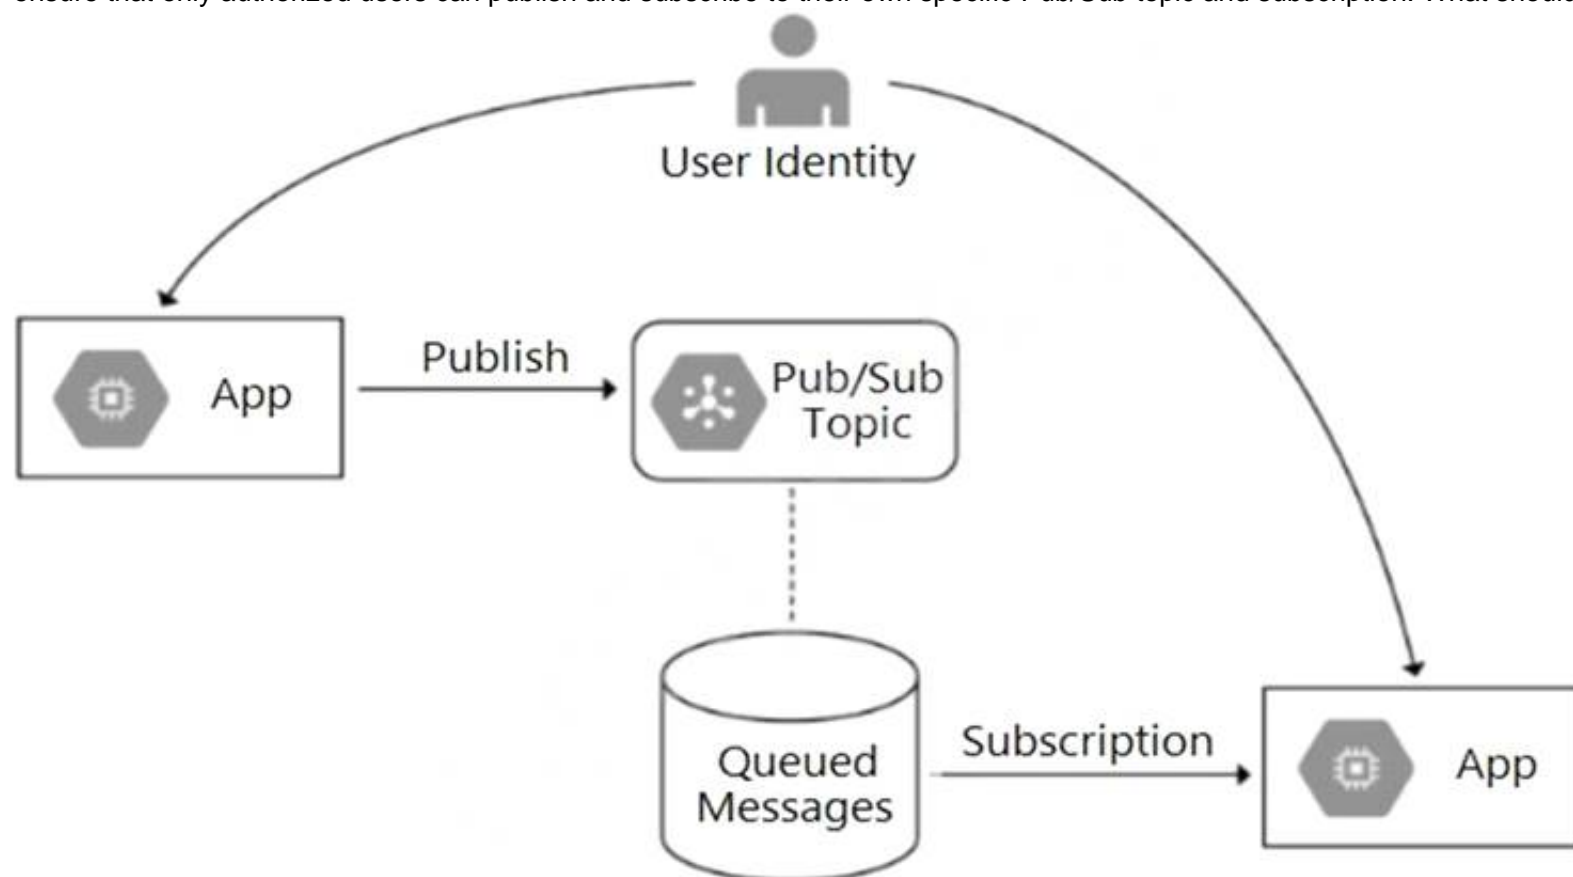 ensure that only authorized users can publish and subscribe to their own specific Pub/Sub topic and subscription. What should
User Identity
Publish
App
Pub/Sub
Topic
Subscription
Queued
Messages
App